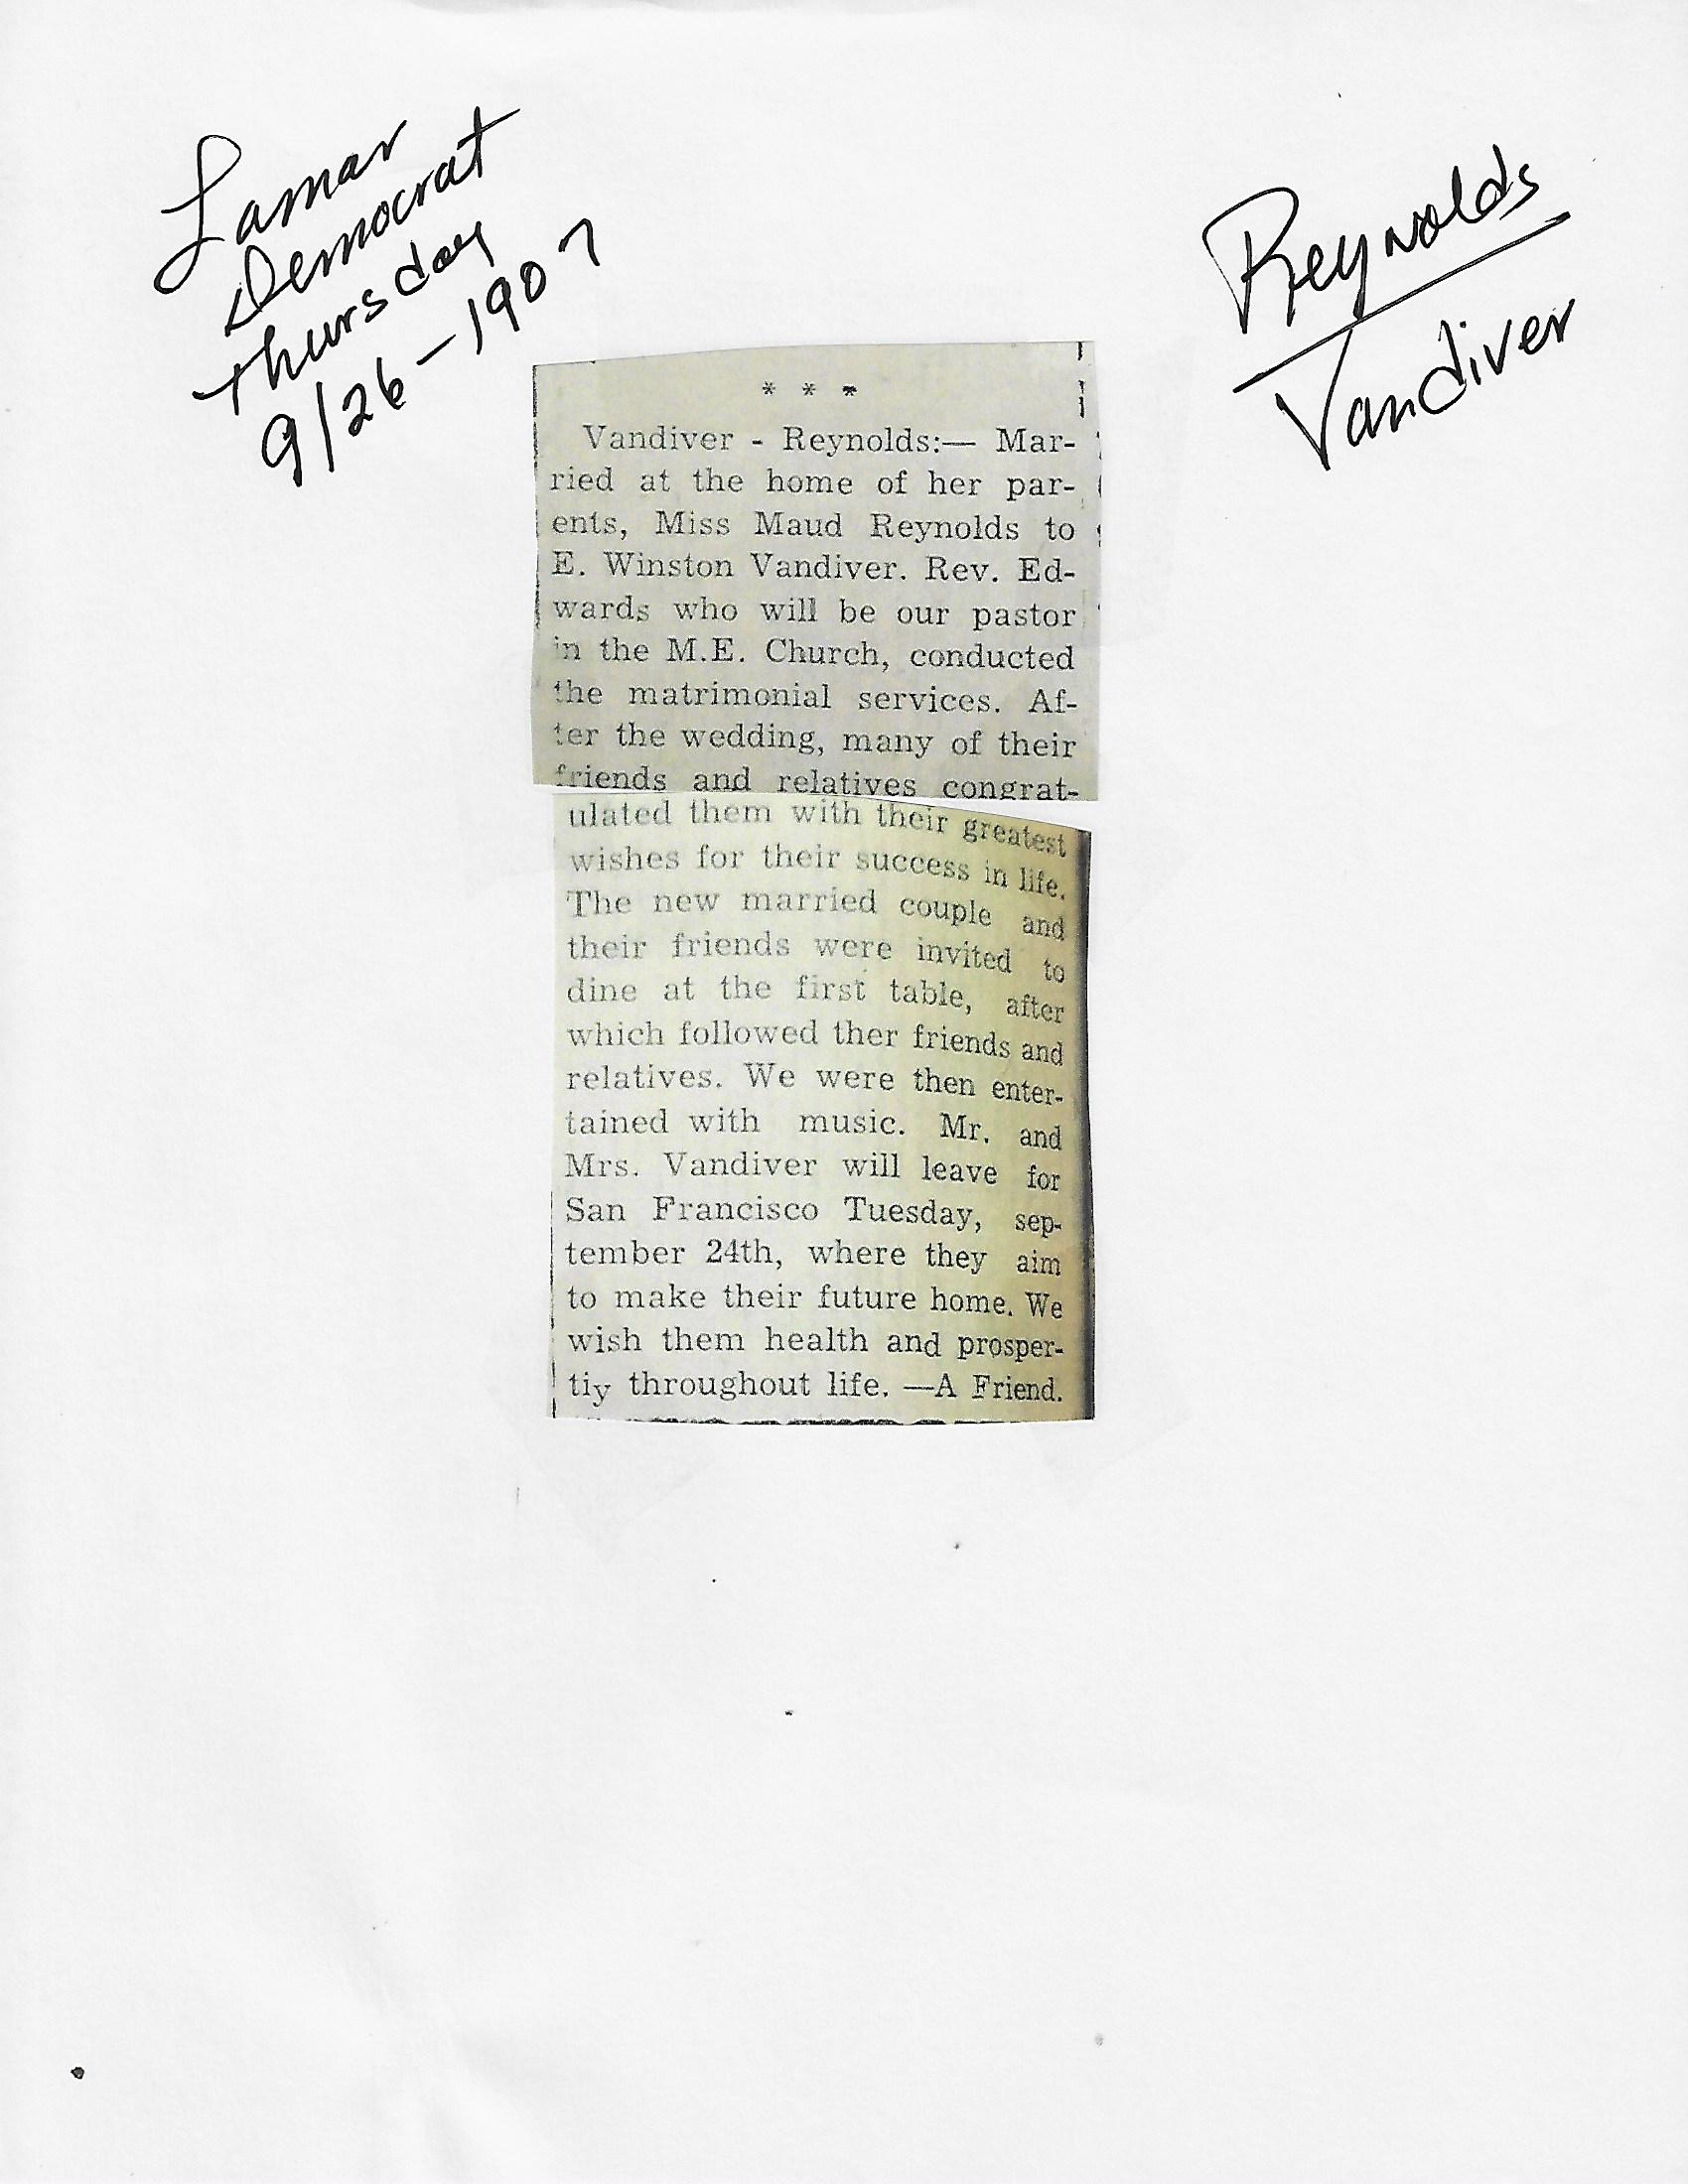 Lamar
Democrat
Thursday
9/26-1907
Reynolds
Vandiver
* * *
Vandiver - Reynolds:— Mar-
ried at the home of her par-
ents, Miss Maud Reynolds to
E. Winston Vandiver. Rev. Ed-
wards who will be our pastor
in the M.E. Church, conducted
the matrimonial services. Af-
ter the wedding, many of their
friends and relatives congrat-
ulated them with their greatest
wishes for their success in life.
The new married couple and
their friends were invited to
dine at the first table, after
which followed ther friends and
relatives. We were then enter-
tained with music. Mr. and
Mrs. Vandiver will leave for
San Francisco Tuesday, sep-
tember 24th, where they aim
to make their future home. We
wish them health and prosper-
tiy throughout life. —A Friend.